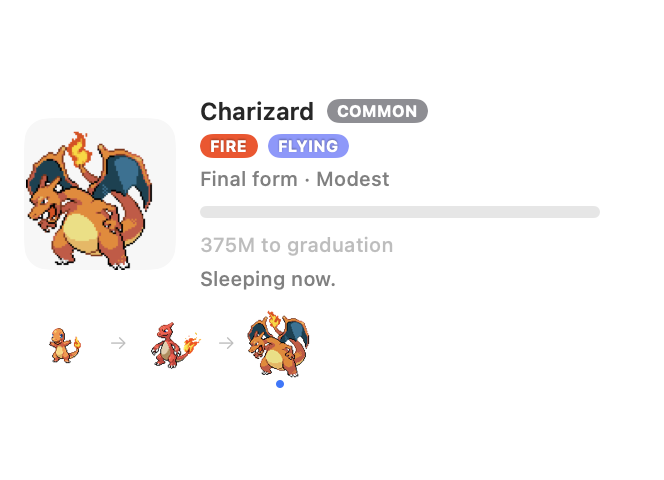 Charizard COMMON
FIRE FLYING
Final form · Modest
375M to graduation
Sleeping now.